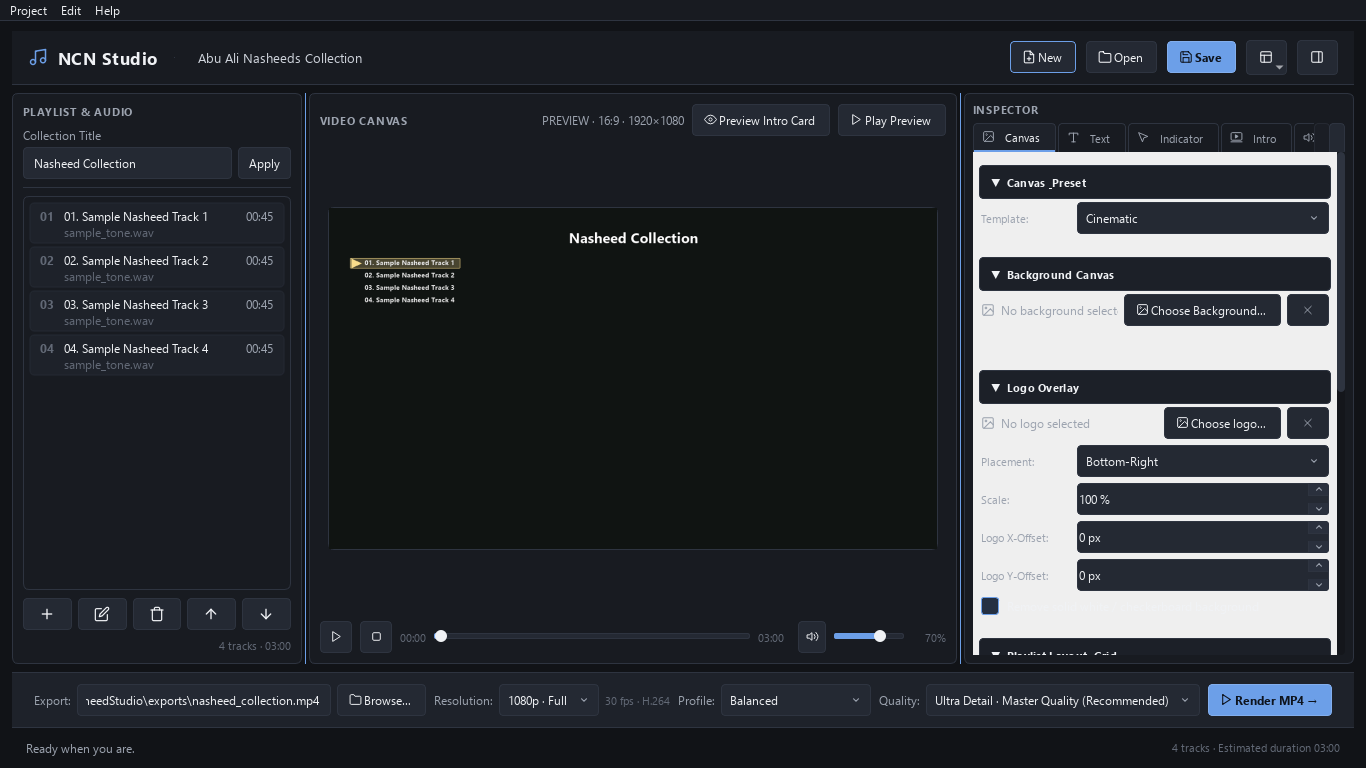 Project Edit Help
NCN Studio
Abu Ali Nasheeds Collection
New
Open
Save
PLAYLIST & AUDIO
Collection Title
Nasheed Collection
Apply
01 01. Sample Nasheed Track 1 00:45
sample_tone.wav
02 02. Sample Nasheed Track 2 00:45
sample_tone.wav
03 03. Sample Nasheed Track 3 00:45
sample_tone.wav
04 04. Sample Nasheed Track 4 00:45
sample_tone.wav
4 tracks · 03:00
VIDEO CANVAS
PREVIEW · 16:9 · 1920×1080
Preview Intro Card
Play Preview
Nasheed Collection
01. Sample Nasheed Track 1
02. Sample Nasheed Track 2
03. Sample Nasheed Track 3
04. Sample Nasheed Track 4
00:00
03:00
70%
INSPECTOR
Canvas
Text
Indicator
Intro
▼ Canvas _Preset
Template: Cinematic
▼ Background Canvas
No background select
Choose Background...
▼ Logo Overlay
No logo selected
Choose logo...
Placement: Bottom-Right
Scale: 100 %
Logo X-Offset: 0 px
Logo Y-Offset: 0 px
▼ Playlist Layout _Grid
Export: needStudio\exports\nasheed_collection.mp4
Browse...
Resolution: 1080p · Full
30 fps · H.264
Profile: Balanced
Quality: Ultra Detail · Master Quality (Recommended)
Render MP4 →
Ready when you are.
4 tracks · Estimated duration 03:00